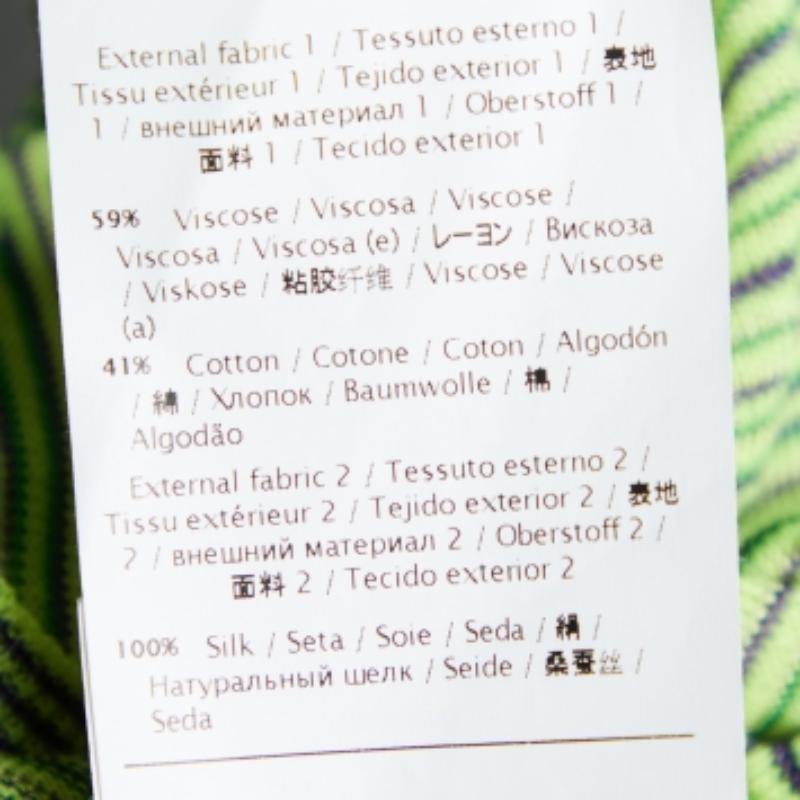 External fabric 1 / Tessuto esterno 1 /
Tissu extérieur 1 / Tejido exterior 1 / 表地
1 / внешний материал 1 / Oberstoff 1 /
面料 1 / Tecido exterior 1
59% Viscose / Viscosa / Viscose /
Viscosa / Viscosa (e) / レーヨン / Вискоза
/ Viskose / 粘胶纤维 / Viscose / Viscose
(a)
41% Cotton / Cotone / Coton / Algodón
/ 綿 / Хлопок / Baumwolle / 棉 /
Algodão
External fabric 2 / Tessuto esterno 2 /
Tissu extérieur 2 / Tejido exterior 2 / 表地
2 / внешний материал 2 / Oberstoff 2 /
面料 2 / Tecido exterior 2
100% Silk / Seta / Soie / Seda / 絹 /
Натуральный шелк / Seide / 桑蚕丝 /
Seda